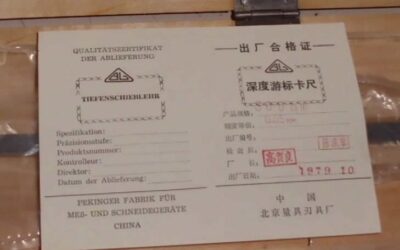 QUALITÄTSZERTIFIKAT
DER ABLIEFERUNG
TIEFENSCHIEBLEHR
Spezifikation:
Präzisionsstufe:
Produktsnummer:
Kontrolleur:
Direktor:
Datum der Ablieferung:
PEKINGER FABRIK FÜR
MEß- UND SCHNEIDEGERÄTE
CHINA
出厂合格证
深度游标卡尺
产品规格:
精度等级:
出厂编号:
检查员:
厂长:
出厂日期: 1979.10
中国
北京量具刃具厂